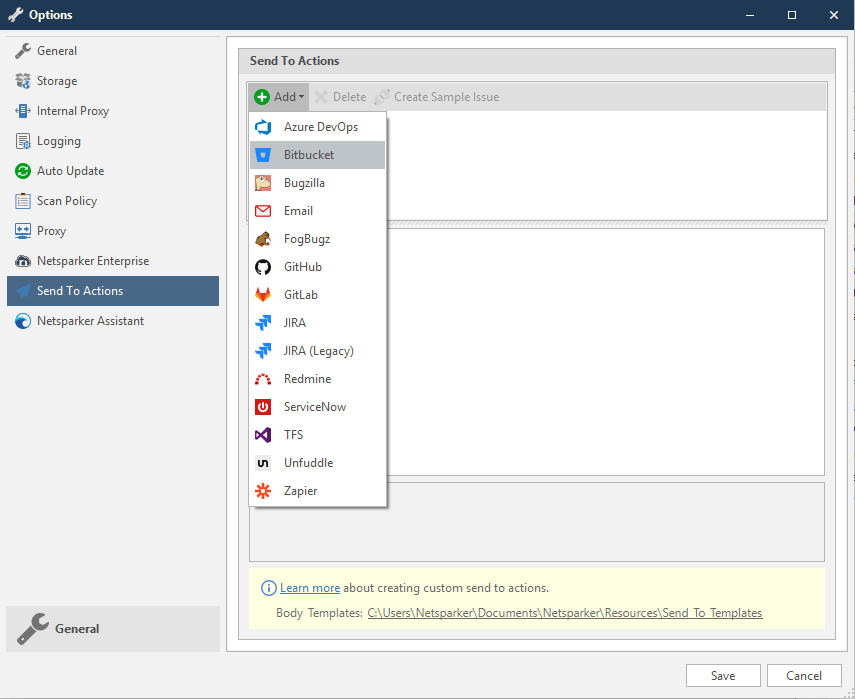 Options
General
Storage
Internal Proxy
Logging
Auto Update
Scan Policy
Proxy
Netsparker Enterprise
Send To Actions
Netsparker Assistant
General
Send To Actions
Add Delete Create Sample Issue
Azure DevOps
Bitbucket
Bugzilla
Email
FogBugz
GitHub
GitLab
JIRA
JIRA (Legacy)
Redmine
ServiceNow
TFS
Unfuddle
Zapier
Learn more about creating custom send to actions.
Body Templates: C:\Users\Netsparker\Documents\Netsparker\Resources\Send To Templates
Save Cancel